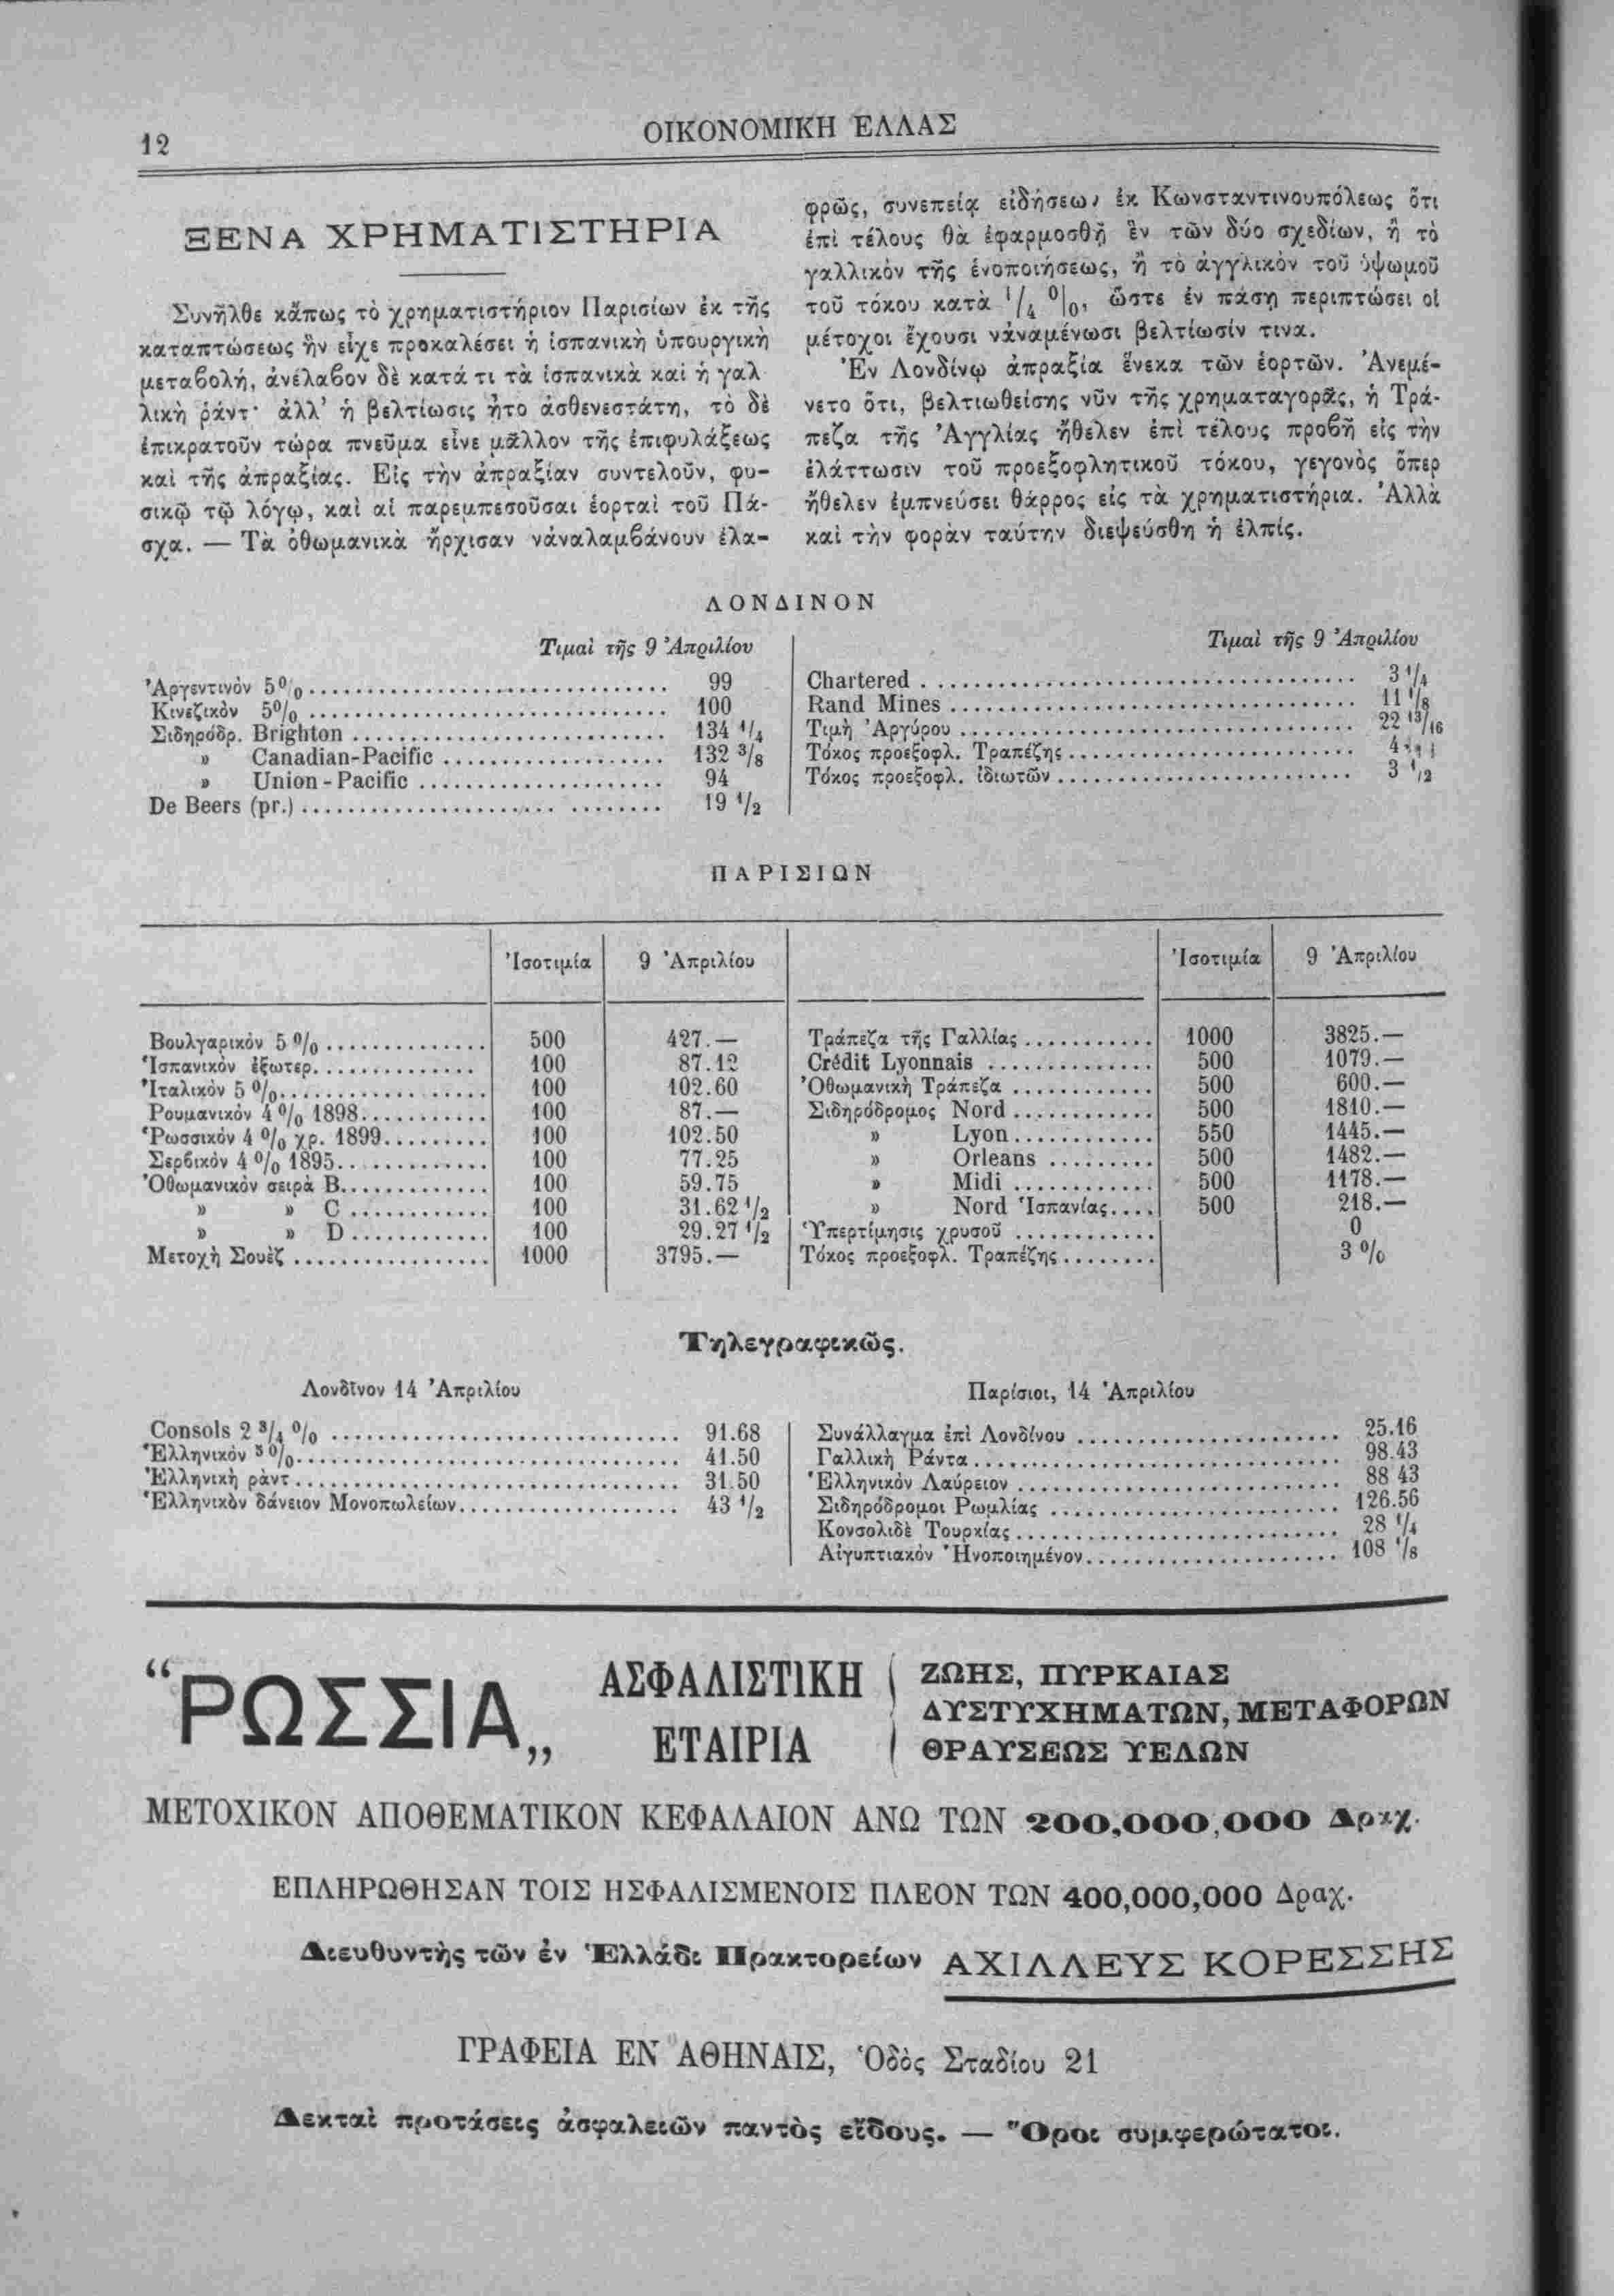 12
ΟΙΚΟΝΟΜΙΚΗ ΕΛΛΑΣ
ΞΕΝΑ ΧΡΗΜΑΤΙΣΤΗΡΙΑ
Συνῆλθε κἄπως τὸ χρηματιστήριον Παρισίων ἐκ τῆς
καταπτώσεως ἣν εἶχε προκαλέσει ἡ ἱσπανικὴ ὑπουργικὴ
μεταβολή, ἀνέλαβον δὲ κατά τι τὰ ἱσπανικὰ καὶ ἡ γαλ
λικὴ ῥάντ· ἀλλ' ἡ βελτίωσις ἦτο ἀσθενεστάτη, τὸ δὲ
ἐπικρατοῦν τώρα πνεῦμα εἶνε μᾶλλον τῆς ἐπιφυλάξεως
καὶ τῆς ἀπραξίας. Εἰς τὴν ἀπραξίαν συντελοῦν, φυ-
σικῷ τῷ λόγῳ, καὶ αἱ παρεμπεσοῦσαι ἑορταὶ τοῦ Πά-
σχα. — Τὰ ὀθωμανικὰ ἤρχισαν νἀναλαμβάνουν ἐλα-
φρῶς, συνεπείᾳ εἰδήσεων ἐκ Κωνσταντινουπόλεως ὅτι
ἐπὶ τέλους θὰ ἐφαρμοσθῇ ἓν τῶν δύο σχεδίων, ἢ τὸ
γαλλικὸν τῆς ἑνοποιήσεως, ἢ τὸ ἀγγλικὸν τοῦ ὑψωμοῦ
τοῦ τόκου κατὰ 1/4 0|0, ὥστε ἐν πάσῃ περιπτώσει οἱ
μέτοχοι ἔχουσι νἀναμένωσι βελτίωσίν τινα.
Ἐν Λονδίνῳ ἀπραξία ἕνεκα τῶν ἑορτῶν. Ἀνεμέ-
νετο ὅτι, βελτιωθείσης νῦν τῆς χρηματαγορᾶς, ἡ Τρά-
πεζα τῆς Ἀγγλίας ἤθελεν ἐπὶ τέλους προβῆ εἰς τὴν
ἐλάττωσιν τοῦ προεξοφλητικοῦ τόκου, γεγονὸς ὅπερ
ἤθελεν ἐμπνεύσει θάρρος εἰς τὰ χρηματιστήρια. Ἀλλὰ
καὶ τὴν φορὰν ταύτην διεψεύσθη ἡ ἐλπίς.
ΛΟΝΔΙΝΟΝ
Τιμαὶ τῆς 9 Ἀπριλίου
Ἀργεντινὸν 5 0/0 .......... 99
Κινεζικὸν 5 0/0 .......... 100
Σιδηρόδρ. Brighton .......... 134 1/4
» Canadian-Pacific .......... 132 3/8
» Union-Pacific .......... 94
De Beers (pr.) .......... 19 1/2
Τιμαὶ τῆς 9 Ἀπριλίου
Chartered .......... 3 1/4
Rand Mines .......... 11 1/8
Τιμὴ Ἀργύρου .......... 22 13/16
Τόκος προεξοφλ. Τραπέζης .......... 4
Τόκος προεξοφλ. ἰδιωτῶν .......... 3 1/2
ΠΑΡΙΣΙΩΝ
Ἰσοτιμία 9 Ἀπριλίου Ἰσοτιμία 9 Ἀπριλίου
Βουλγαρικὸν 5 0/0 .......... 500 427.—
Ἱσπανικὸν ἐξωτερ. .......... 100 87.12
Ἰταλικὸν 5 0/0 .......... 100 102.60
Ρουμανικὸν 4 0/0 1898 .......... 100 87.—
Ῥωσσικὸν 4 0/0 χρ. 1899 .......... 100 102.50
Σερβικὸν 4 0/0 1895 .......... 100 77.25
Ὀθωμανικὸν σειρὰ B .......... 100 59.75
» » C .......... 100 31.62 1/2
» » D .......... 100 29.27 1/2
Μετοχὴ Σουὲζ .......... 1000 3795.—
Τράπεζα τῆς Γαλλίας .......... 1000 3825.—
Crédit Lyonnais .......... 500 1079.—
Ὀθωμανικὴ Τράπεζα .......... 500 600.—
Σιδηρόδρομος Nord .......... 500 1810.—
» Lyon .......... 550 1445.—
» Orleans .......... 500 1482.—
» Midi .......... 500 1178.—
» Nord Ἱσπανίας .......... 500 218.—
Ὑπερτίμησις χρυσοῦ .......... 0
Τόκος προεξοφλ. Τραπέζης .......... 3 0/0
Τηλεγραφικῶς.
Λονδῖνον 14 Ἀπριλίου
Consols 2 3/4 0/0 .......... 91.68
Ἑλληνικὸν 5 0/0 .......... 41.50
Ἑλληνικὴ ρὰντ .......... 31.50
Ἑλληνικὸν δάνειον Μονοπωλείων .......... 43 1/2
Παρίσιοι, 14 Ἀπριλίου
Συνάλλαγμα ἐπὶ Λονδίνου .......... 25.16
Γαλλικὴ Ράντα .......... 98.43
Ἑλληνικὸν Λαύρειον .......... 88 43
Σιδηρόδρομοι Ρωμλίας .......... 126.56
Κονσολιδὲ Τουρκίας .......... 28 1/4
Αἰγυπτιακὸν Ἡνοποιημένον .......... 108 1/8
“ΡΩΣΣΙΑ„
ΑΣΦΑΛΙΣΤΙΚΗ
ΕΤΑΙΡΙΑ
ΖΩΗΣ, ΠΥΡΚΑΙΑΣ
ΔΥΣΤΥΧΗΜΑΤΩΝ, ΜΕΤΑΦΟΡΩΝ
ΘΡΑΥΣΕΩΣ ΥΕΛΩΝ
ΜΕΤΟΧΙΚΟΝ ΑΠΟΘΕΜΑΤΙΚΟΝ ΚΕΦΑΛΑΙΟΝ ΑΝΩ ΤΩΝ 200,000,000 Δραχ.
ΕΠΛΗΡΩΘΗΣΑΝ ΤΟΙΣ ΗΣΦΑΛΙΣΜΕΝΟΙΣ ΠΛΕΟΝ ΤΩΝ 400,000,000 Δραχ.
Διευθυντὴς τῶν ἐν Ἑλλάδι Πρακτορείων ΑΧΙΛΛΕΥΣ ΚΟΡΕΣΣΗΣ
ΓΡΑΦΕΙΑ ΕΝ ΑΘΗΝΑΙΣ, Ὁδὸς Σταδίου 21
Δεκταὶ προτάσεις ἀσφαλειῶν παντὸς εἴδους. — Ὅροι συμφερώτατοι.